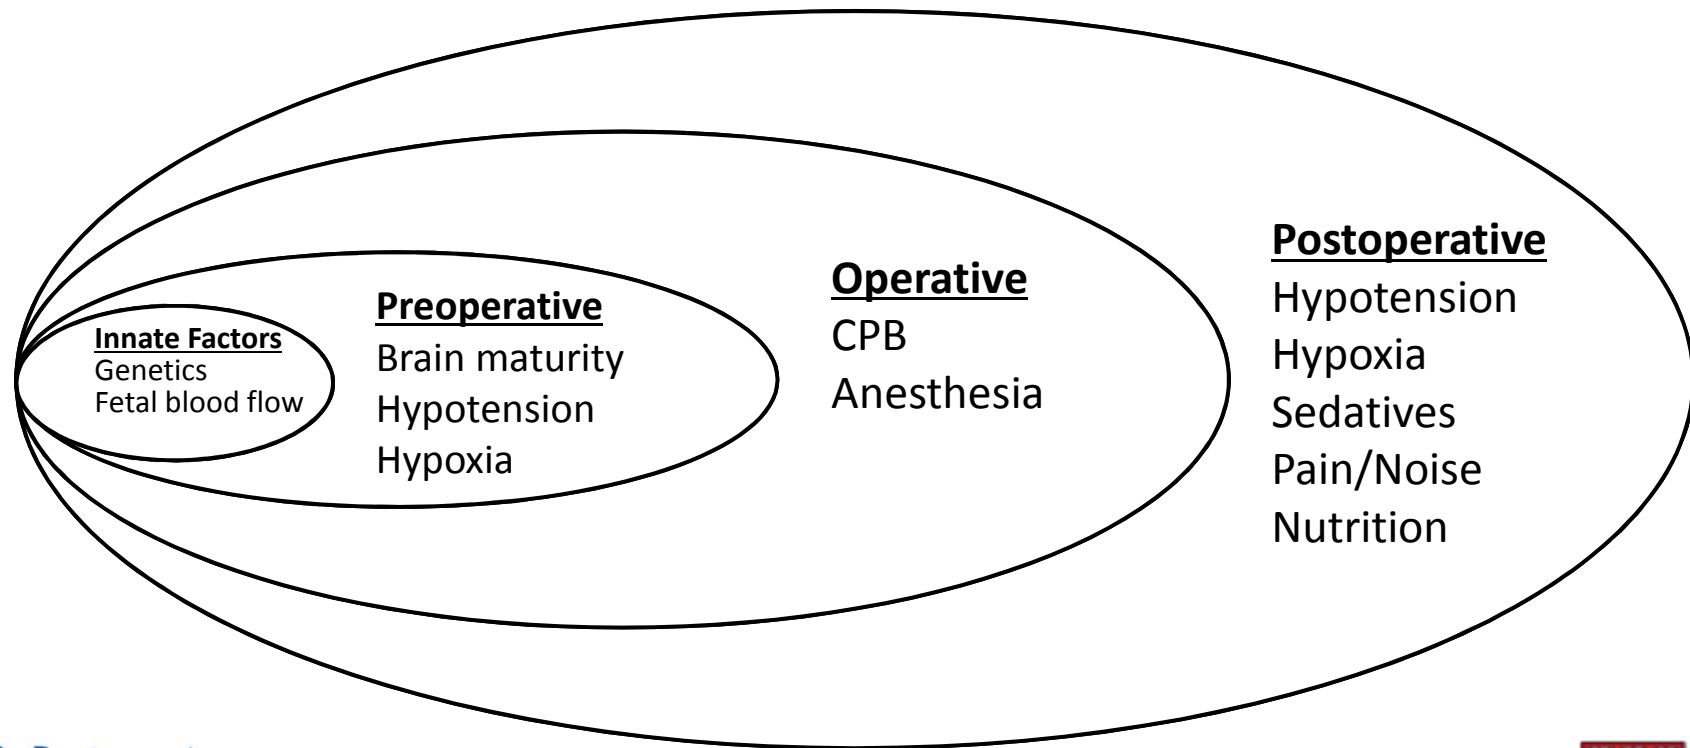 Innate Factors
Genetics
Fetal blood flow
Preoperative
Brain maturity
Hypotension
Hypoxia
Operative
CPB
Anesthesia
Postoperative
Hypotension
Hypoxia
Sedatives
Pain/Noise
Nutrition